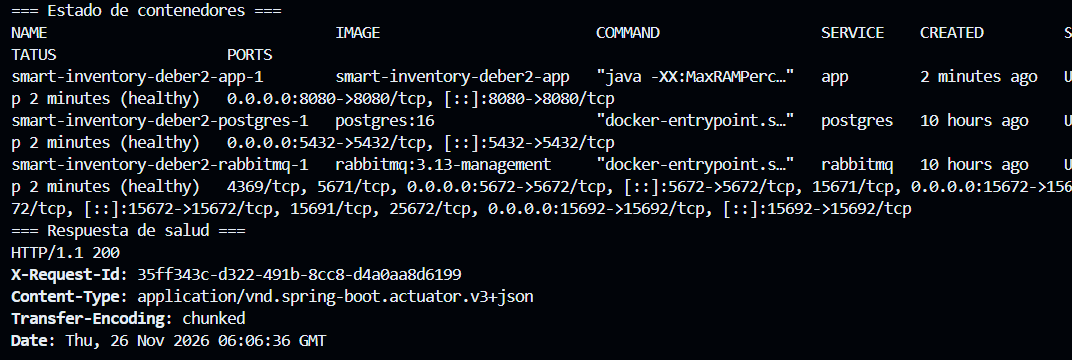 === Estado de contenedores ===
NAME                            IMAGE                     COMMAND                  SERVICE    CREATED         S
TATUS                   PORTS
smart-inventory-deber2-app-1        smart-inventory-deber2-app   "java -XX:MaxRAMPerc…"   app        2 minutes ago   U
p 2 minutes (healthy)   0.0.0.0:8080->8080/tcp, [::]:8080->8080/tcp
smart-inventory-deber2-postgres-1   postgres:16                  "docker-entrypoint.s…"   postgres   10 hours ago    U
p 2 minutes (healthy)   0.0.0.0:5432->5432/tcp, [::]:5432->5432/tcp
smart-inventory-deber2-rabbitmq-1   rabbitmq:3.13-management     "docker-entrypoint.s…"   rabbitmq   10 hours ago    U
p 2 minutes (healthy)   4369/tcp, 5671/tcp, 0.0.0.0:5672->5672/tcp, [::]:5672->5672/tcp, 15671/tcp, 0.0.0.0:15672->156
72/tcp, [::]:15672->15672/tcp, 15691/tcp, 25672/tcp, 0.0.0.0:15692->15692/tcp, [::]:15692->15692/tcp
=== Respuesta de salud ===
HTTP/1.1 200
X-Request-Id: 35ff343c-d322-491b-8cc8-d4a0aa8d6199
Content-Type: application/vnd.spring-boot.actuator.v3+json
Transfer-Encoding: chunked
Date: Thu, 26 Nov 2026 06:06:36 GMT